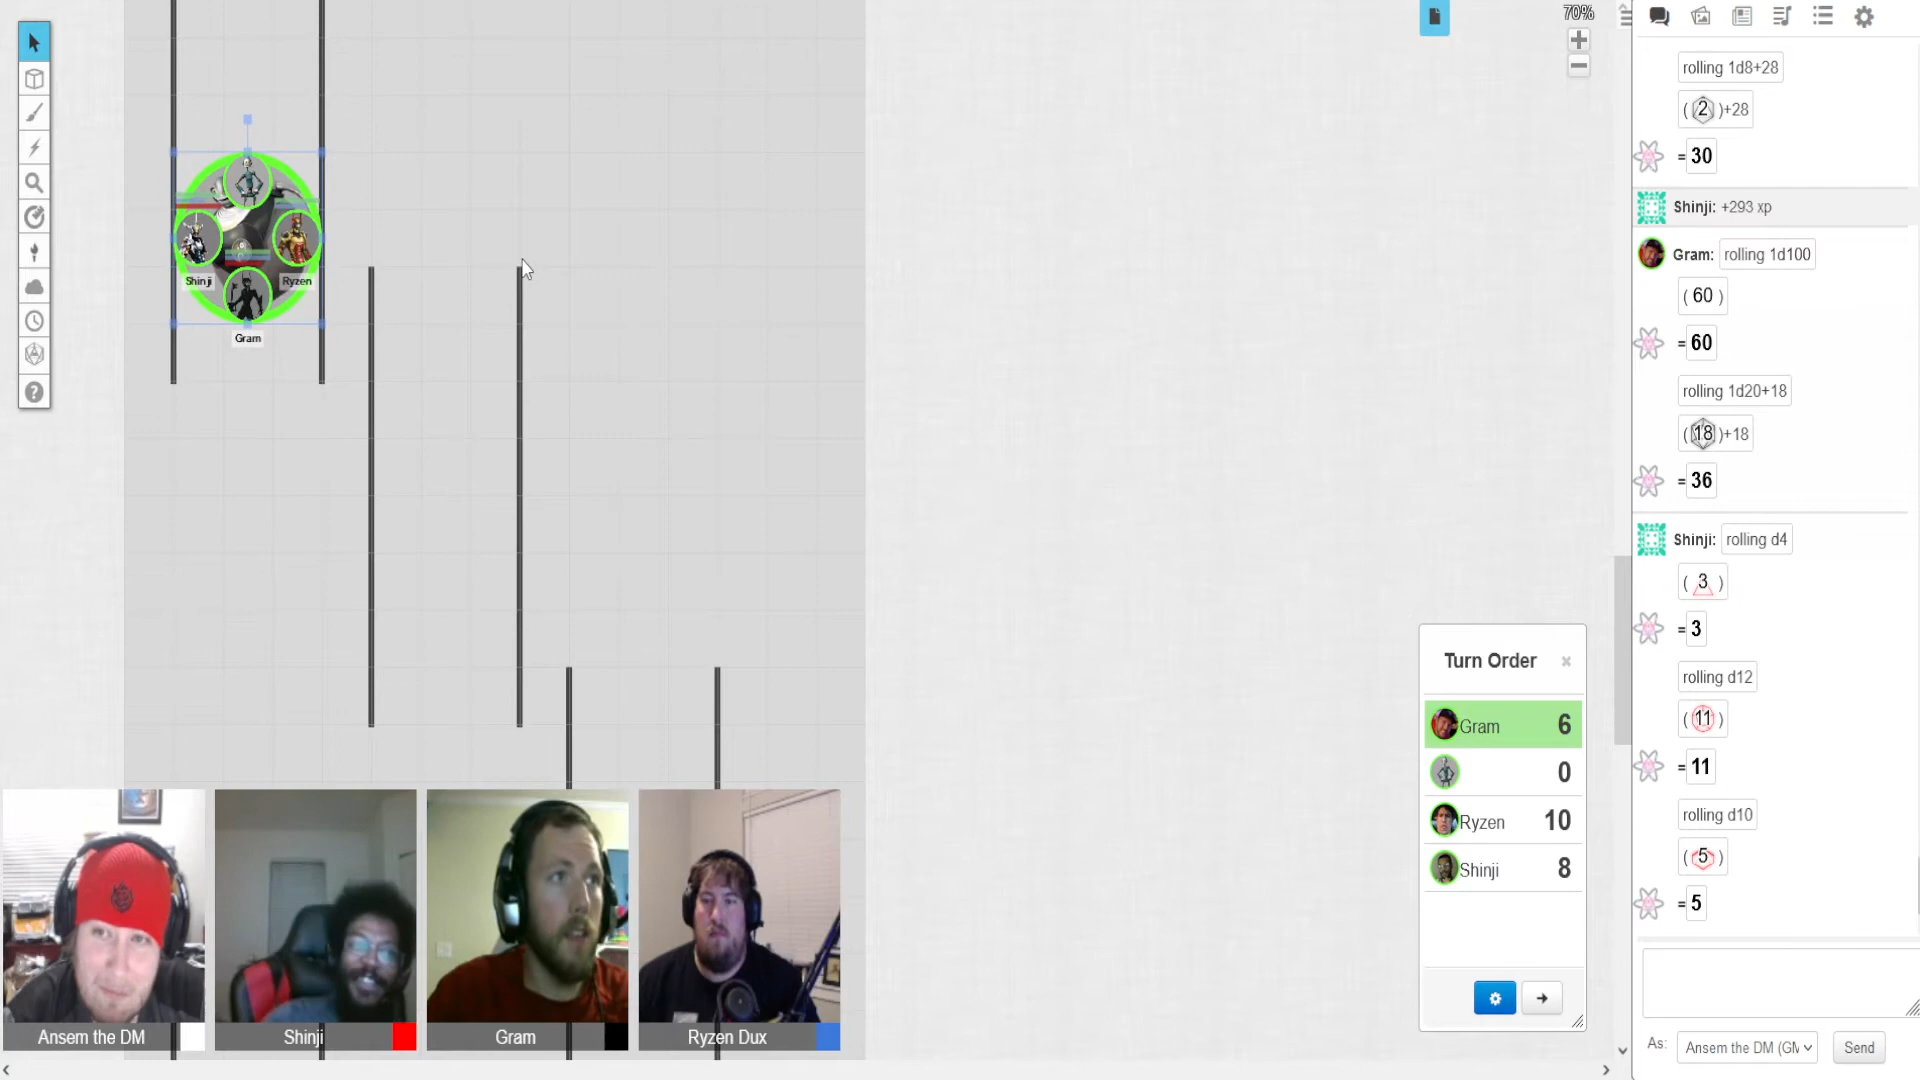 70%
rolling 1d8+28
(2)+28
=30
Shinji: +293 xp
Gram: rolling 1d100
(60)
=60
rolling 1d20+18
(18)+18
=36
Shinji: rolling d4
(3)
=3
rolling d12
(11)
=11
rolling d10
(5)
=5
Shinji
Ryzen
Gram
Turn Order ×
Gram 6
0
Ryzen 10
Shinji 8
Ansem the DM
Shinji
Gram
Ryzen Dux
As: Ansem the DM (GM
Send